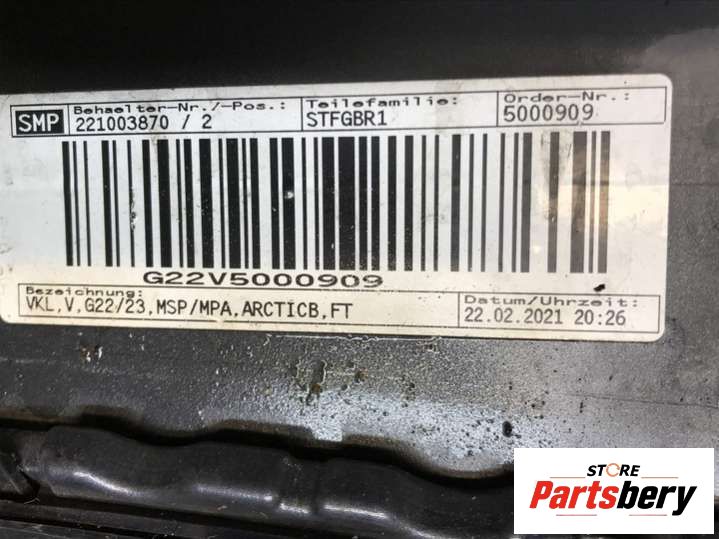 SMP
Behaelter-Nr./-Pos.:
221003870 / 2
Teilefamilie:
STFGBR1
Order-Nr.:
5000909
G22V5000909
Bezeichnung:
VKL,V,G22/23,MSP/MPA,ARCTICB,FT
Datum/Uhrzeit:
22.02.2021 20:26
STORE
Partsbery